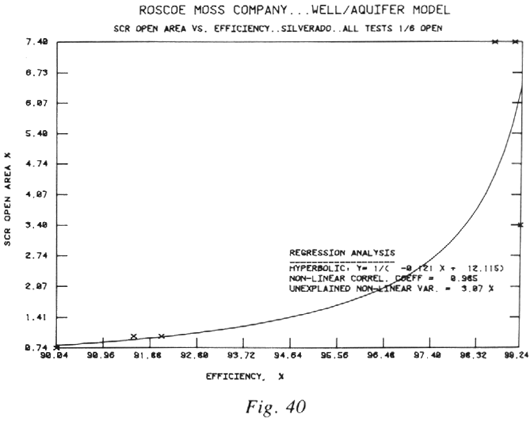 ROSCOE MOSS COMPANY...WELL/AQUIFER MODEL
SCR OPEN AREA VS. EFFICIENCY..SILVERADO..ALL TESTS 1/6 OPEN
7.40
6.73
6.07
5.40
4.74
4.07
3.40
2.74
2.07
1.41
0.74
SCR OPEN AREA %
REGRESSION ANALYSIS
HYPERBOLIC: Y= 1/( -0.121 X + 12.115)
NON-LINEAR CORREL. COEFF = 0.965
UNEXPLAINED NON-LINEAR VAR. = 3.07 %
90.04 90.96 91.88 92.80 93.72 94.64 95.56 96.48 97.40 98.32 99.24
EFFICIENCY, %
Fig. 40